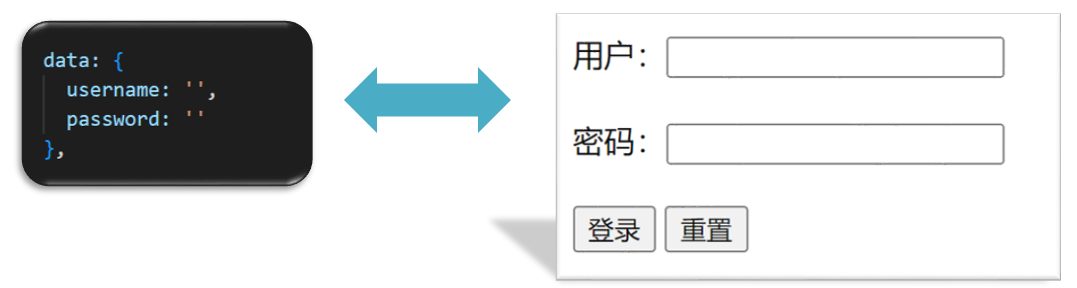 data: {
username: '',
password: ''
},
用户：
密码：
登录 重置